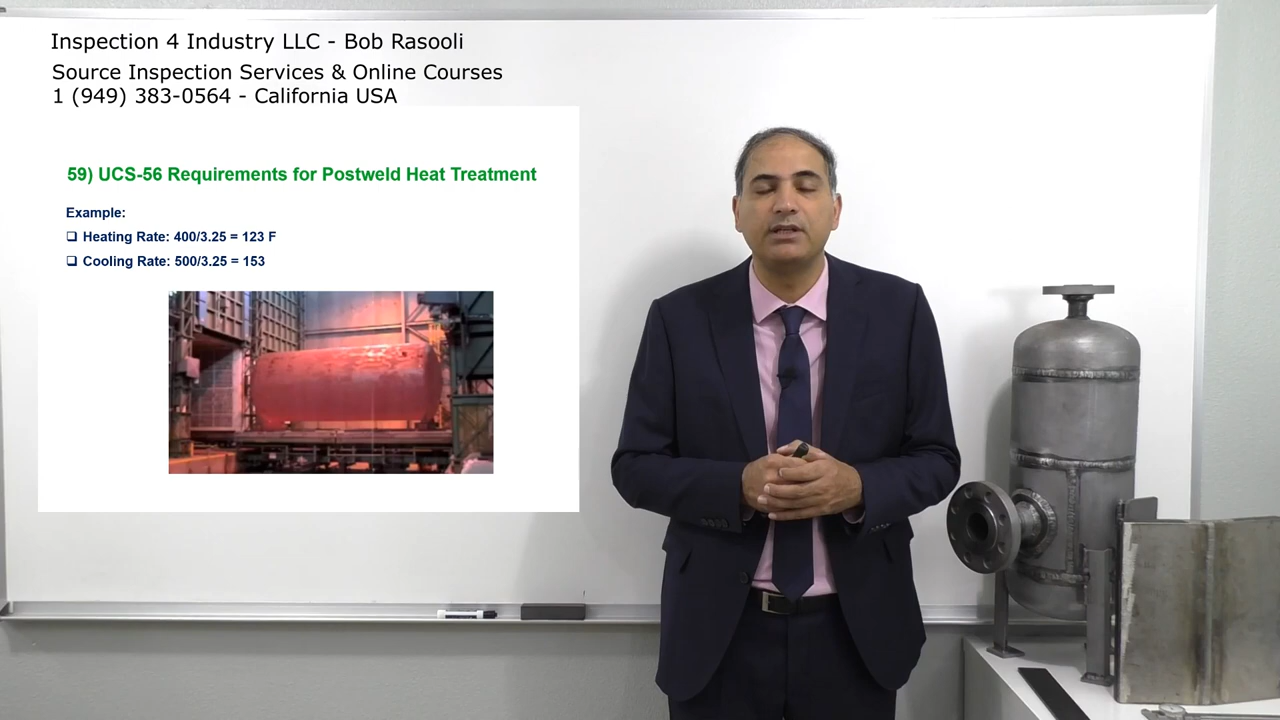 Inspection 4 Industry LLC - Bob Rasooli
Source Inspection Services & Online Courses
1 (949) 383-0564 - California USA
59) UCS-56 Requirements for Postweld Heat Treatment
Example:
❑ Heating Rate: 400/3.25 = 123 F
❑ Cooling Rate: 500/3.25 = 153